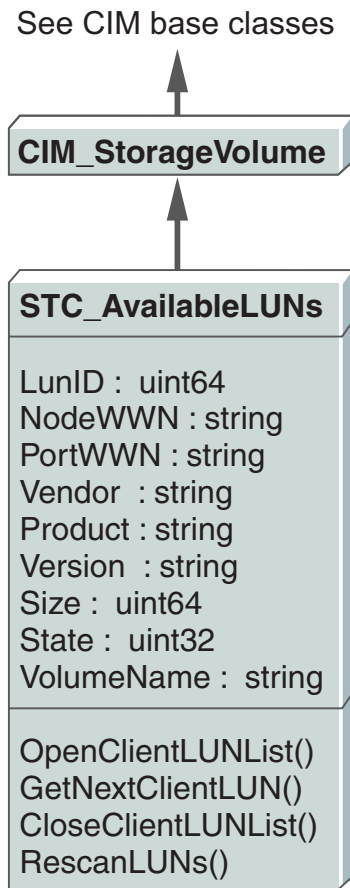 See CIM base classes
CIM_StorageVolume
STC_AvailableLUNs
LunID : uint64
NodeWWN : string
PortWWN : string
Vendor : string
Product : string
Version : string
Size : uint64
State : uint32
VolumeName : string
OpenClientLUNList()
GetNextClientLUN()
CloseClientLUNList()
RescanLUNs()